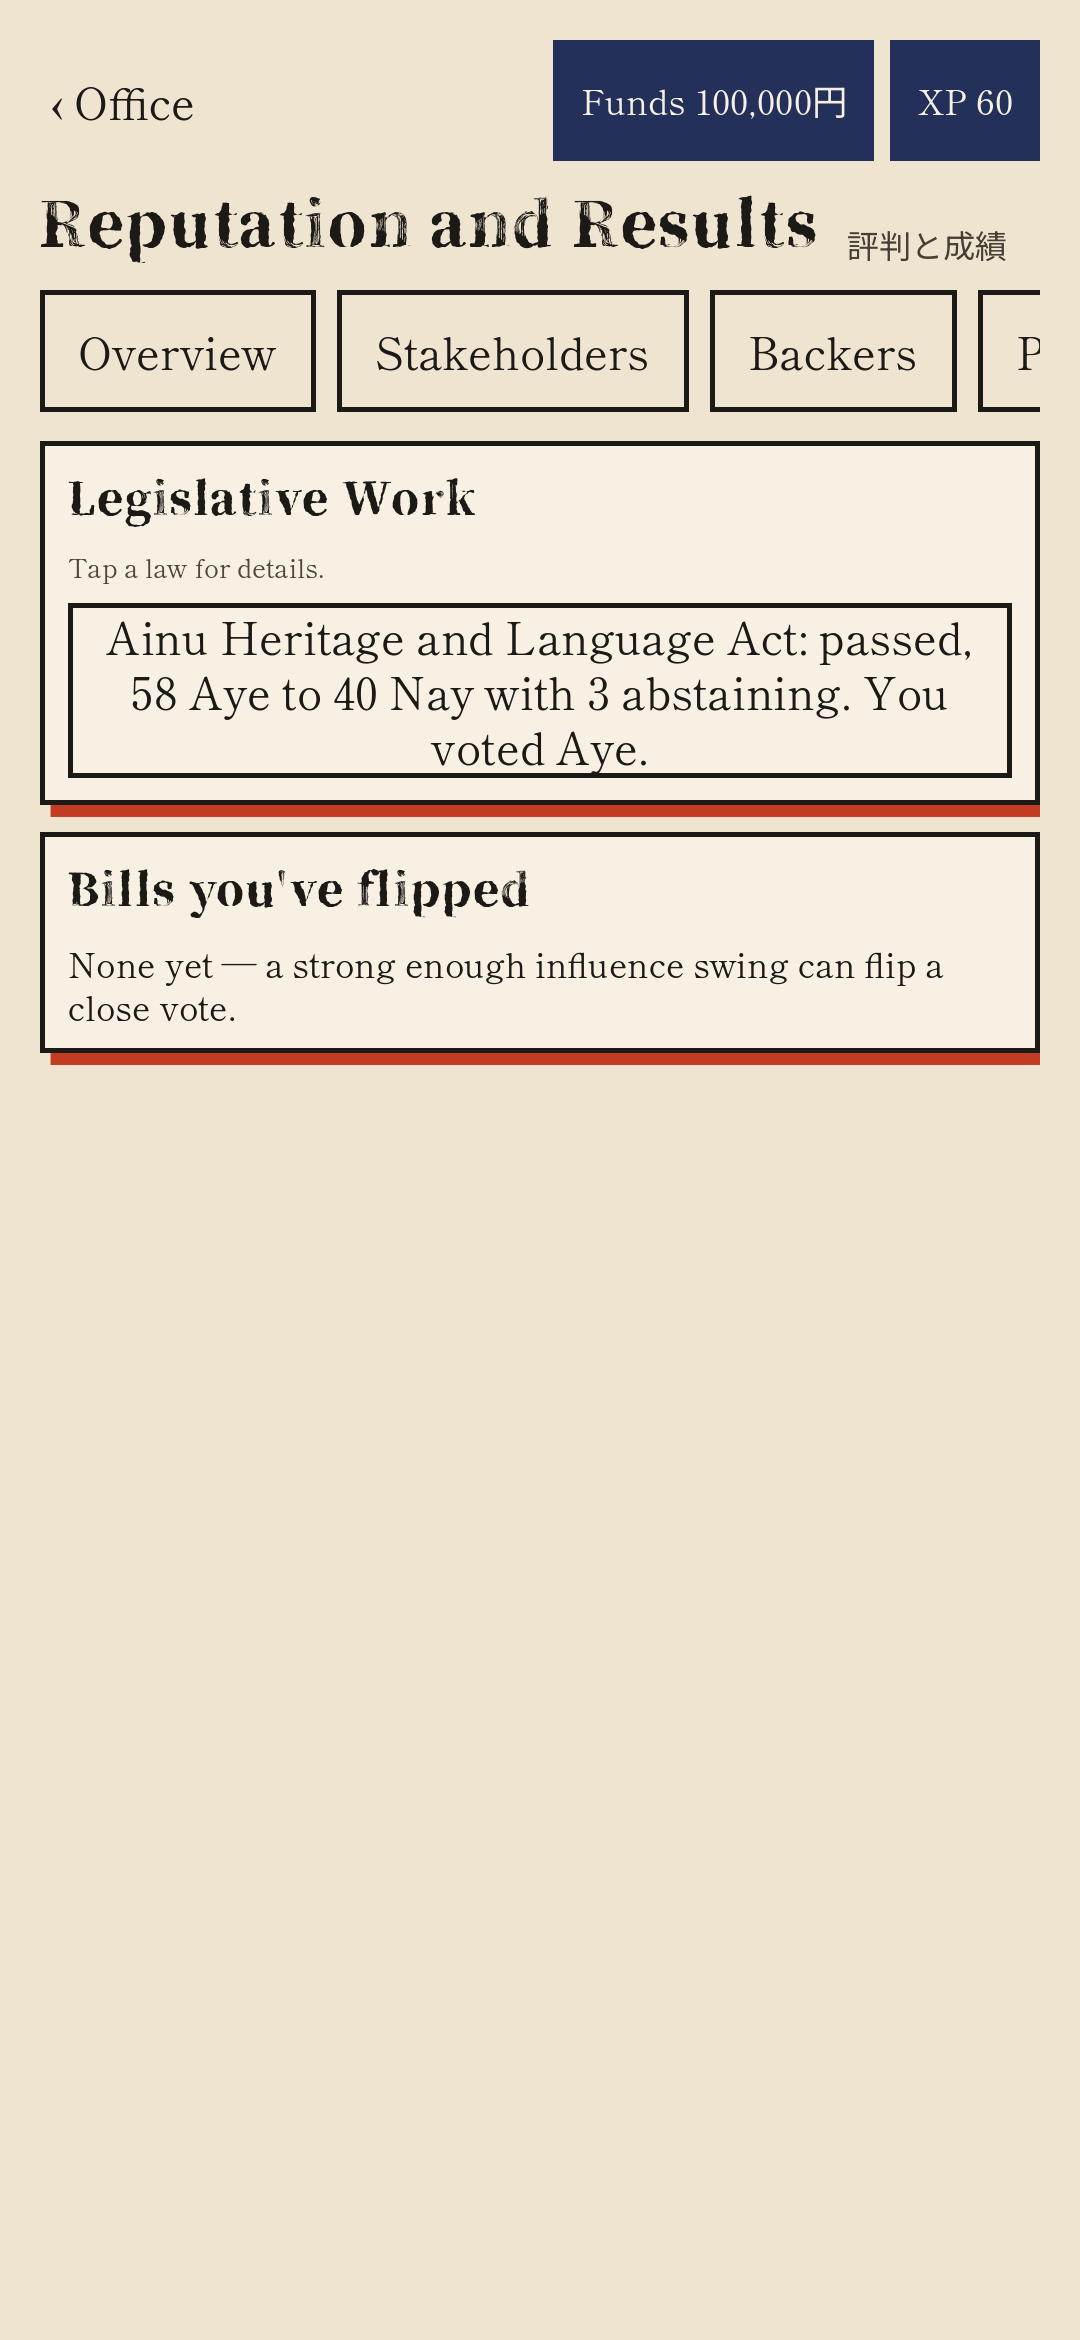 ‹ Office
Funds 100,000円
XP 60
Reputation and Results 評判と成績
Overview
Stakeholders
Backers
Legislative Work
Tap a law for details.
Ainu Heritage and Language Act: passed,
58 Aye to 40 Nay with 3 abstaining. You
voted Aye.
Bills you've flipped
None yet — a strong enough influence swing can flip a
close vote.